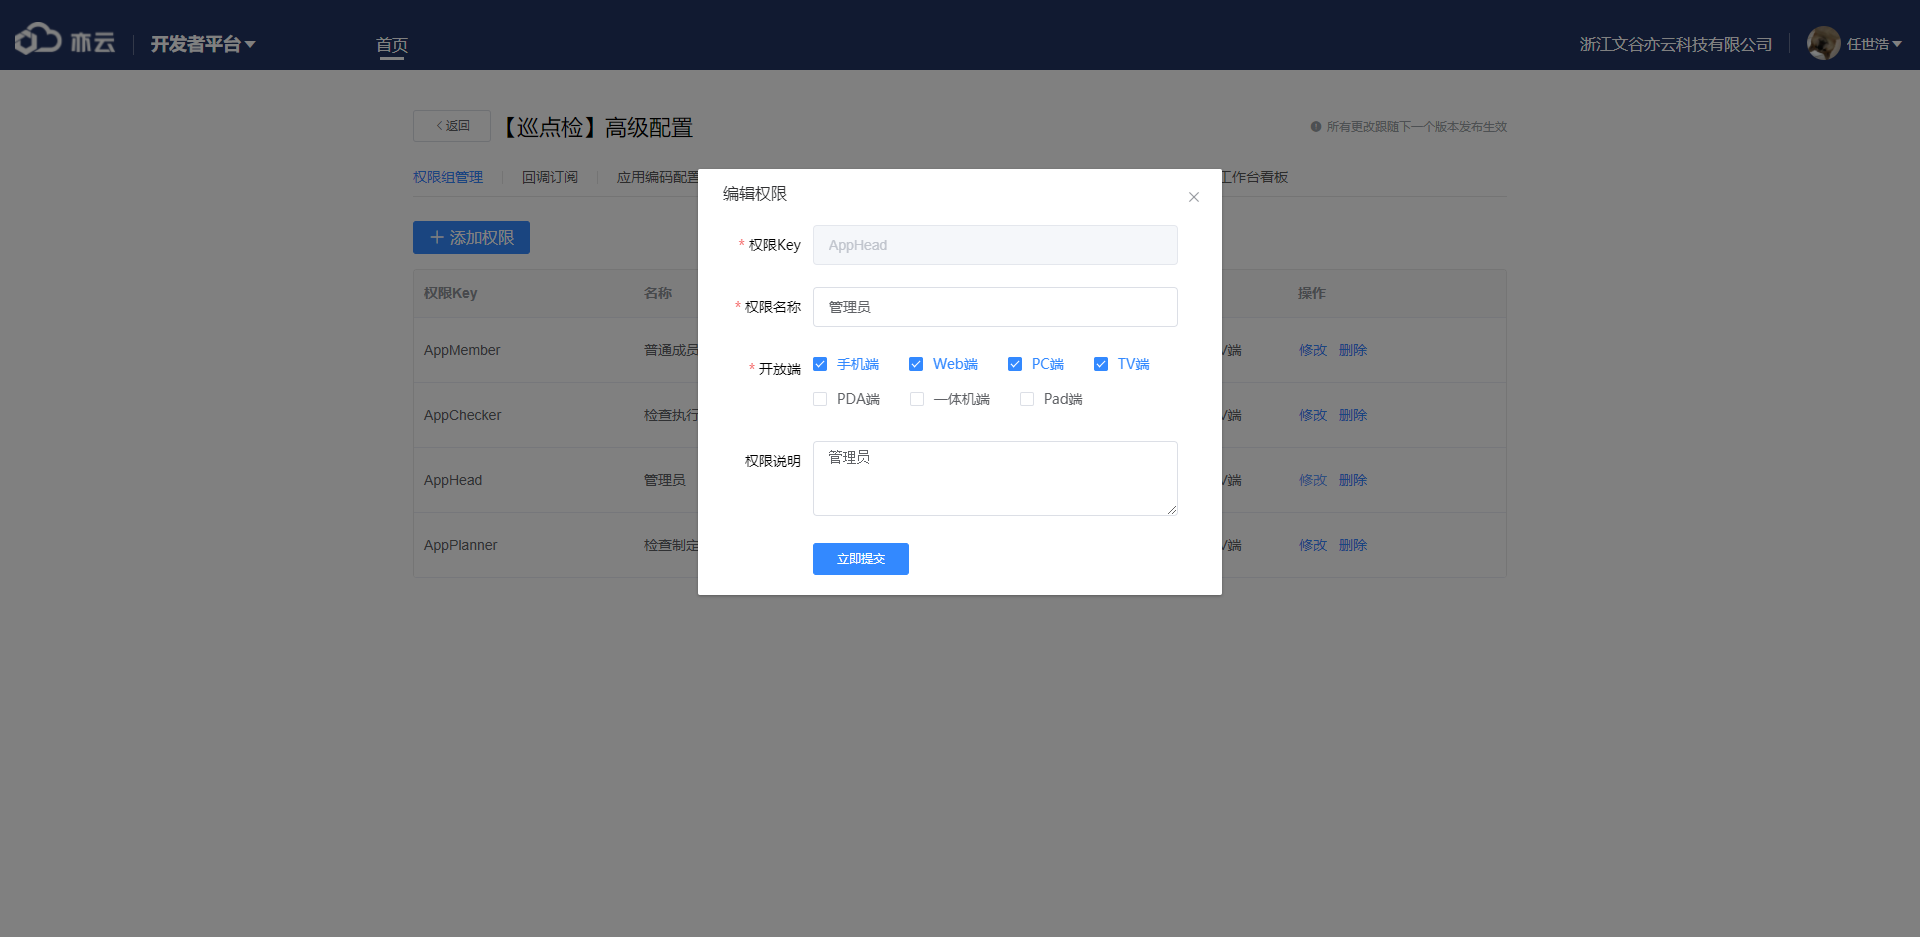 亦云 开发者平台 首页 浙江文谷亦云科技有限公司 任世浩
返回 【巡点检】高级配置 所有更改跟随下一个版本发布生效
权限组管理 回调订阅 应用编码配置 工作台看板
添加权限
权限Key 名称 操作
AppMember 普通成员 V端 修改 删除
AppChecker 检查执行 V端 修改 删除
AppHead 管理员 V端 修改 删除
AppPlanner 检查制定 V端 修改 删除
编辑权限
* 权限Key AppHead
* 权限名称 管理员
* 开放端 手机端 Web端 PC端 TV端
PDA端 一体机端 Pad端
权限说明 管理员
立即提交